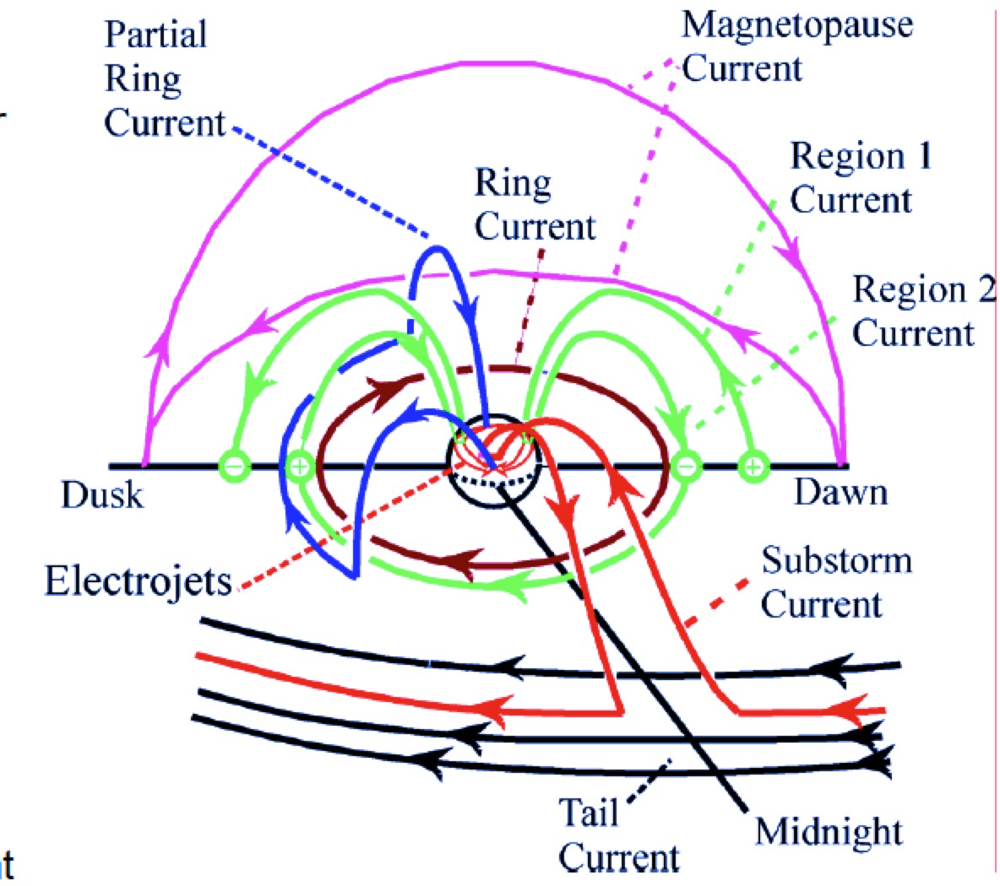 Partial
Ring
Current
Magnetopause
Current
Ring
Current
Region 1
Current
Region 2
Current
− + − +
Dusk
Dawn
Electrojets
Substorm
Current
Tail
Current
Midnight